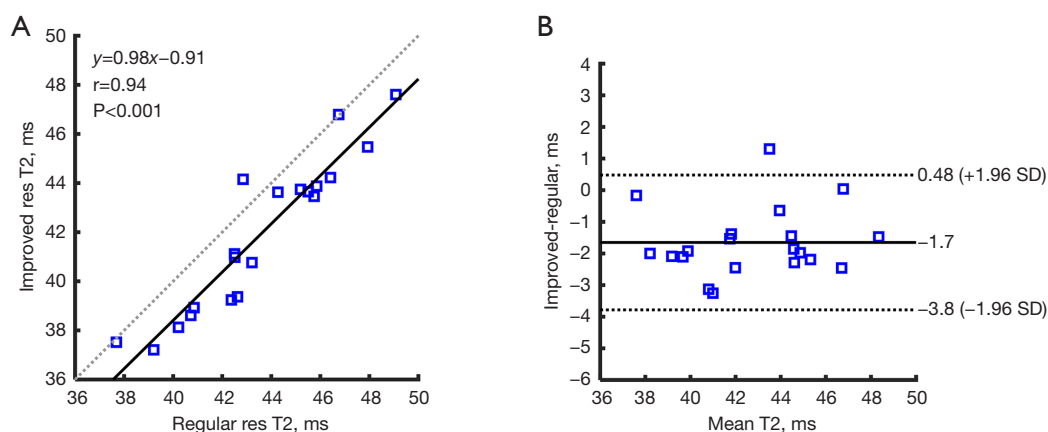 A
50
48
46
44
42
40
38
36
Improved res T2, ms
y=0.98x−0.91
r=0.94
P<0.001
36 38 40 42 44 46 48 50
Regular res T2, ms
B
4
3
2
1
0
−1
−2
−3
−4
−5
−6
Improved-regular, ms
0.48 (+1.96 SD)
−1.7
−3.8 (−1.96 SD)
36 38 40 42 44 46 48 50
Mean T2, ms